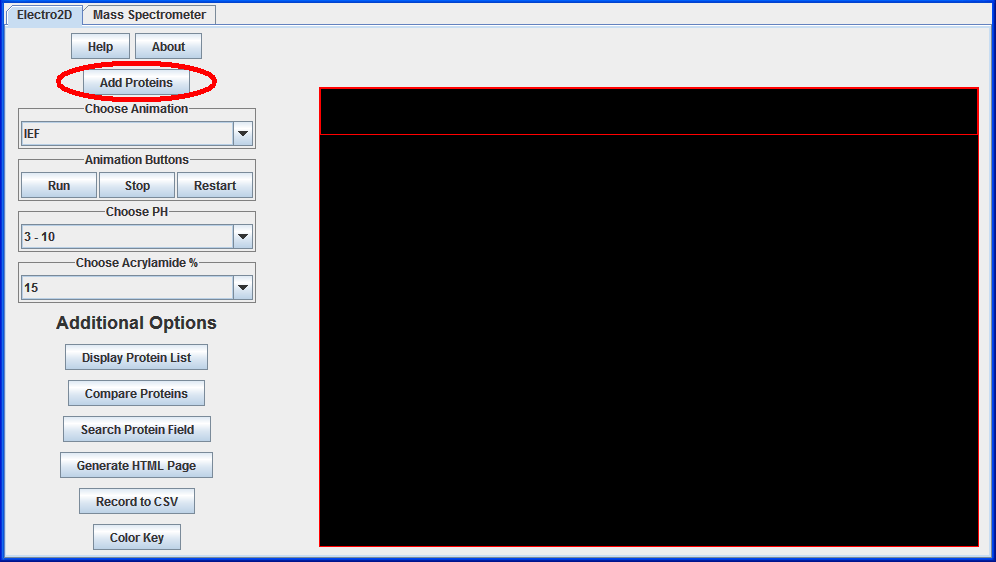 Electro2D Mass Spectrometer
Help About
Add Proteins
Choose Animation
IEF
Animation Buttons
Run Stop Restart
Choose PH
3 - 10
Choose Acrylamide %
15
Additional Options
Display Protein List
Compare Proteins
Search Protein Field
Generate HTML Page
Record to CSV
Color Key